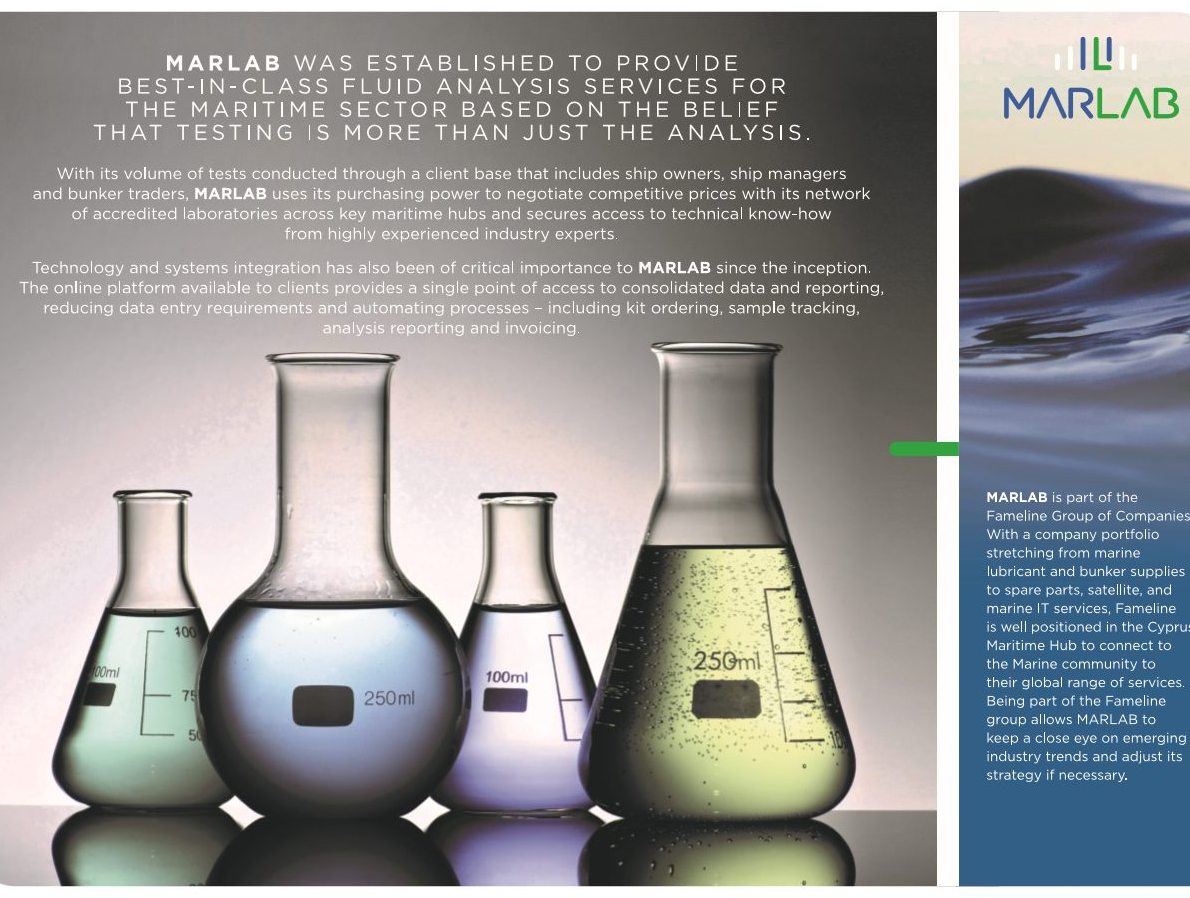 MARLAB WAS ESTABLISHED TO PROVIDE
BEST-IN-CLASS FLUID ANALYSIS SERVICES FOR
THE MARITIME SECTOR BASED ON THE BELIEF
THAT TESTING IS MORE THAN JUST THE ANALYSIS.
With its volume of tests conducted through a client base that includes ship owners, ship managers
and bunker traders, MARLAB uses its purchasing power to negotiate competitive prices with its network
of accredited laboratories across key maritime hubs and secures access to technical know-how
from highly experienced industry experts.
Technology and systems integration has also been of critical importance to MARLAB since the inception.
The online platform available to clients provides a single point of access to consolidated data and reporting,
reducing data entry requirements and automating processes – including kit ordering, sample tracking,
analysis reporting and invoicing.
100
00ml
75
50
250ml
100ml
250ml
MARLAB
MARLAB is part of the
Fameline Group of Companies
With a company portfolio
stretching from marine
lubricant and bunker supplies
to spare parts, satellite, and
marine IT services, Fameline
is well positioned in the Cyprus
Maritime Hub to connect to
the Marine community to
their global range of services.
Being part of the Fameline
group allows MARLAB to
keep a close eye on emerging
industry trends and adjust its
strategy if necessary.